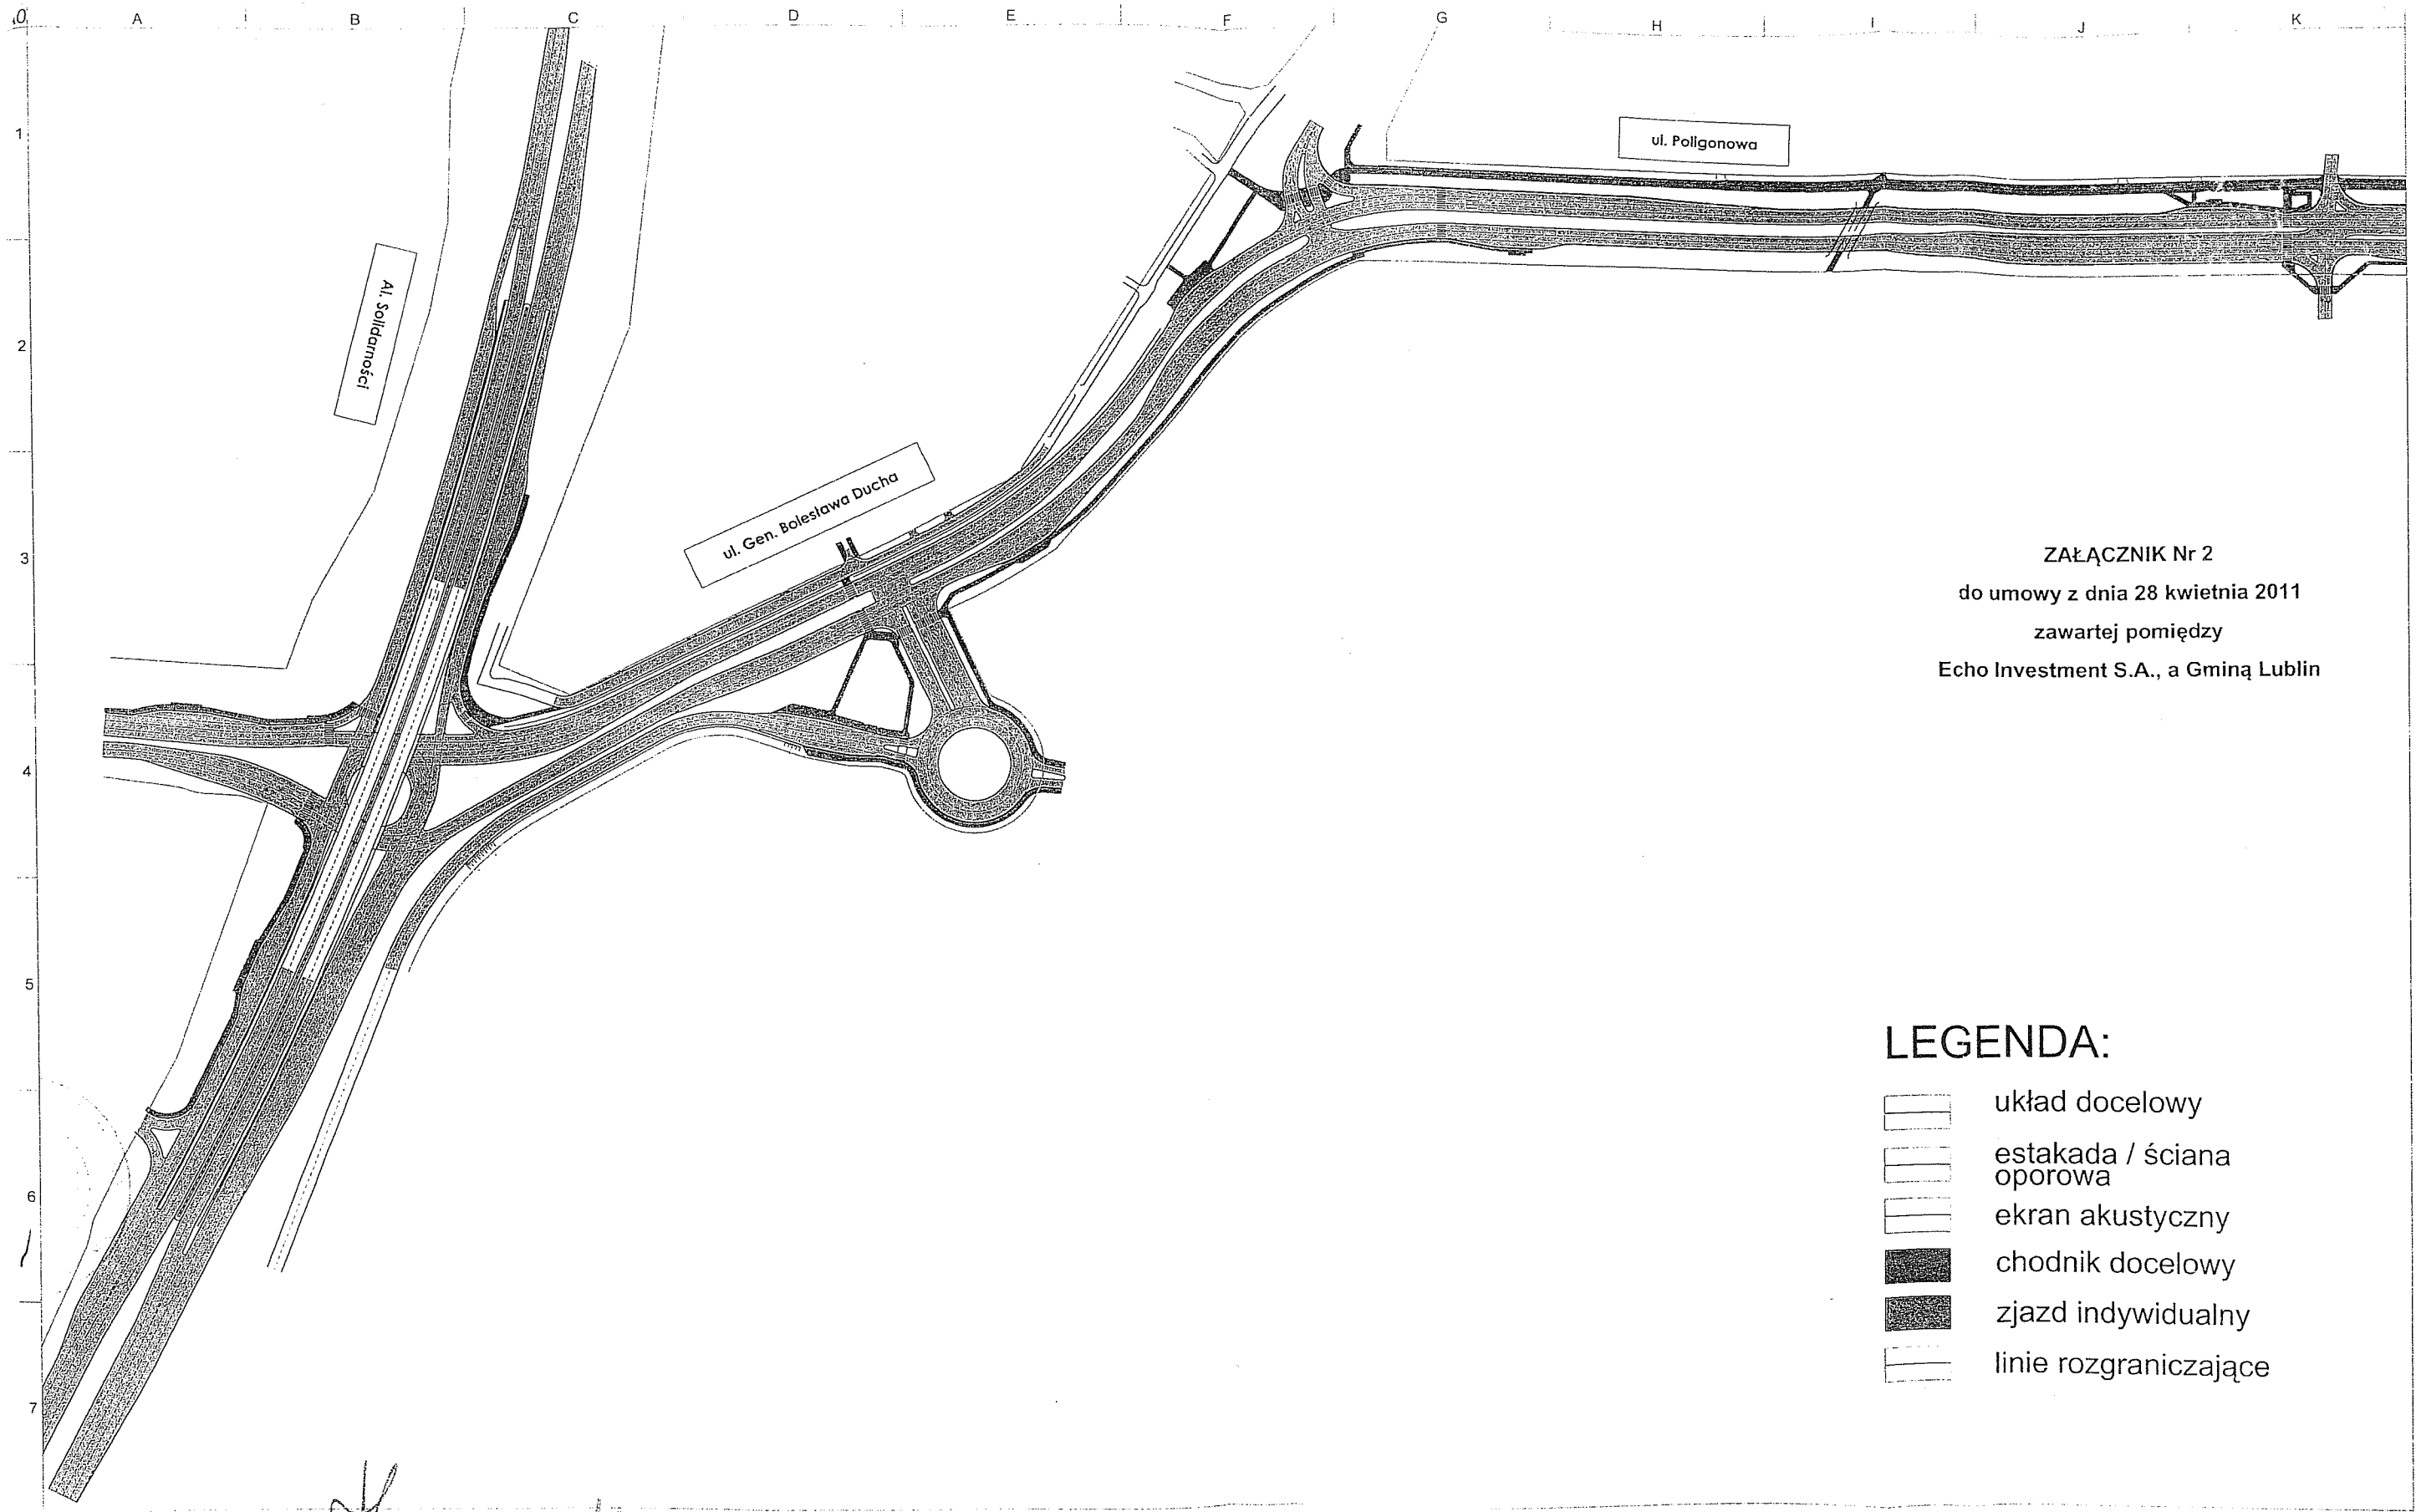 0
A B C D E F G H I J K
1
2
3
4
5
6
7
ul. Poligonowa
Al. Solidarności
ul. Gen. Bolesława Ducha
ZAŁĄCZNIK Nr 2
do umowy z dnia 28 kwietnia 2011
zawartej pomiędzy
Echo Investment S.A., a Gminą Lublin
LEGENDA:
układ docelowy
estakada / ściana
oporowa
ekran akustyczny
chodnik docelowy
zjazd indywidualny
linie rozgraniczające